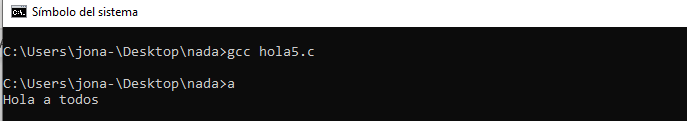 Símbolo del sistema
C:\Users\jona-\Desktop\nada>gcc hola5.c
C:\Users\jona-\Desktop\nada>a
Hola a todos